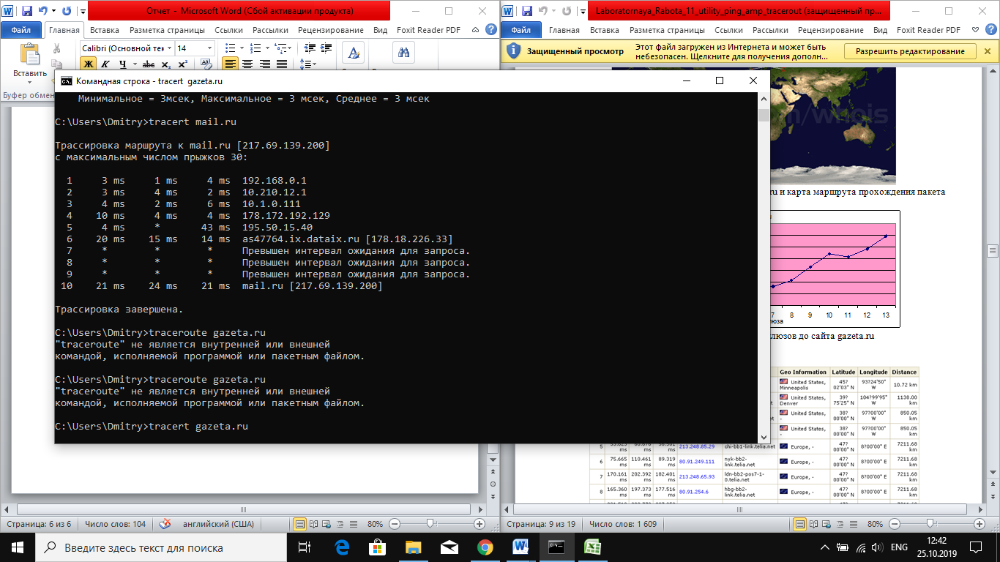 Отчет - Microsoft Word (Сбой активации продукта)
Файл Главная Вставка Разметка страницы Ссылки Рассылки Рецензирование Вид Foxit Reader PDF
Calibri (Основной тек 14
Вставить
Ж К Ч abc
Буфер обмен
Laboratornaya_Rabota_11_utility_ping_arp_tracerout (защищенный пр...
Файл Главная Вставка Разметка страницы Ссылки Рассылки Рецензирование Вид Foxit Reader PDF
Защищенный просмотр
Этот файл загружен из Интернета и может быть
небезопасен. Щелкните для получения дополн...
Разрешить редактирование
Командная строка - tracert gazeta.ru
Минимальное = 3мсек, Максимальное = 3 мсек, Среднее = 3 мсек
C:\Users\Dmitry>tracert mail.ru
Трассировка маршрута к mail.ru [217.69.139.200]
с максимальным числом прыжков 30:
1 3 ms 1 ms 4 ms 192.168.0.1
2 3 ms 4 ms 2 ms 10.210.12.1
3 4 ms 2 ms 6 ms 10.1.0.111
4 10 ms 4 ms 4 ms 178.172.192.129
5 4 ms * 43 ms 195.50.15.40
6 20 ms 15 ms 14 ms as47764.ix.dataix.ru [178.18.226.33]
7 * * * Превышен интервал ожидания для запроса.
8 * * * Превышен интервал ожидания для запроса.
9 * * * Превышен интервал ожидания для запроса.
10 21 ms 24 ms 21 ms mail.ru [217.69.139.200]
Трассировка завершена.
C:\Users\Dmitry>traceroute gazeta.ru
"traceroute" не является внутренней или внешней
командой, исполняемой программой или пакетным файлом.
C:\Users\Dmitry>traceroute gazeta.ru
"traceroute" не является внутренней или внешней
командой, исполняемой программой или пакетным файлом.
C:\Users\Dmitry>tracert gazeta.ru
m/whois
ru и карта маршрута прохождения пакета
7 8 9 10 11 12 13
люза
люзов до сайта gazeta.ru
Geo Information Latitude Longitude Distance
United States, Minneapolis 45? 02'03" N 93?24'50" W 10.72 km
United States, Denver 39? 75'25" N 104?99'95" W 1138.00 km
United States, - 38? 00'00" N 97?00'00" W 850.05 km
United States, - 38? 00'00" N 97?00'00" W 850.05 km
5 213.248.85.29 chi-bb1-link.telia.net Europe, - 47? 00'00" N 8?00'00" E 7211.68 km
6 75.665 ms 110.461 ms 89.319 ms 80.91.249.111 nyk-bb2-link.telia.net Europe, - 47? 00'00" N 8?00'00" E 7211.68 km
7 170.161 ms 202.392 ms 182.401 ms 213.248.65.93 ldn-bb2-pos7-1-0.telia.net Europe, - 47? 00'00" N 8?00'00" E 7211.68 km
8 165.360 ms 197.373 ms 177.516 ms 80.91.254.6 hbg-bb2-link.telia.net Europe, - 47? 00'00" N 8?00'00" E 7211.68 km
Страница: 6 из 6 Число слов: 104 английский (США) 80%
Страница: 9 из 19 Число слов: 1 609 80%
Введите здесь текст для поиска
ENG
12:42
25.10.2019